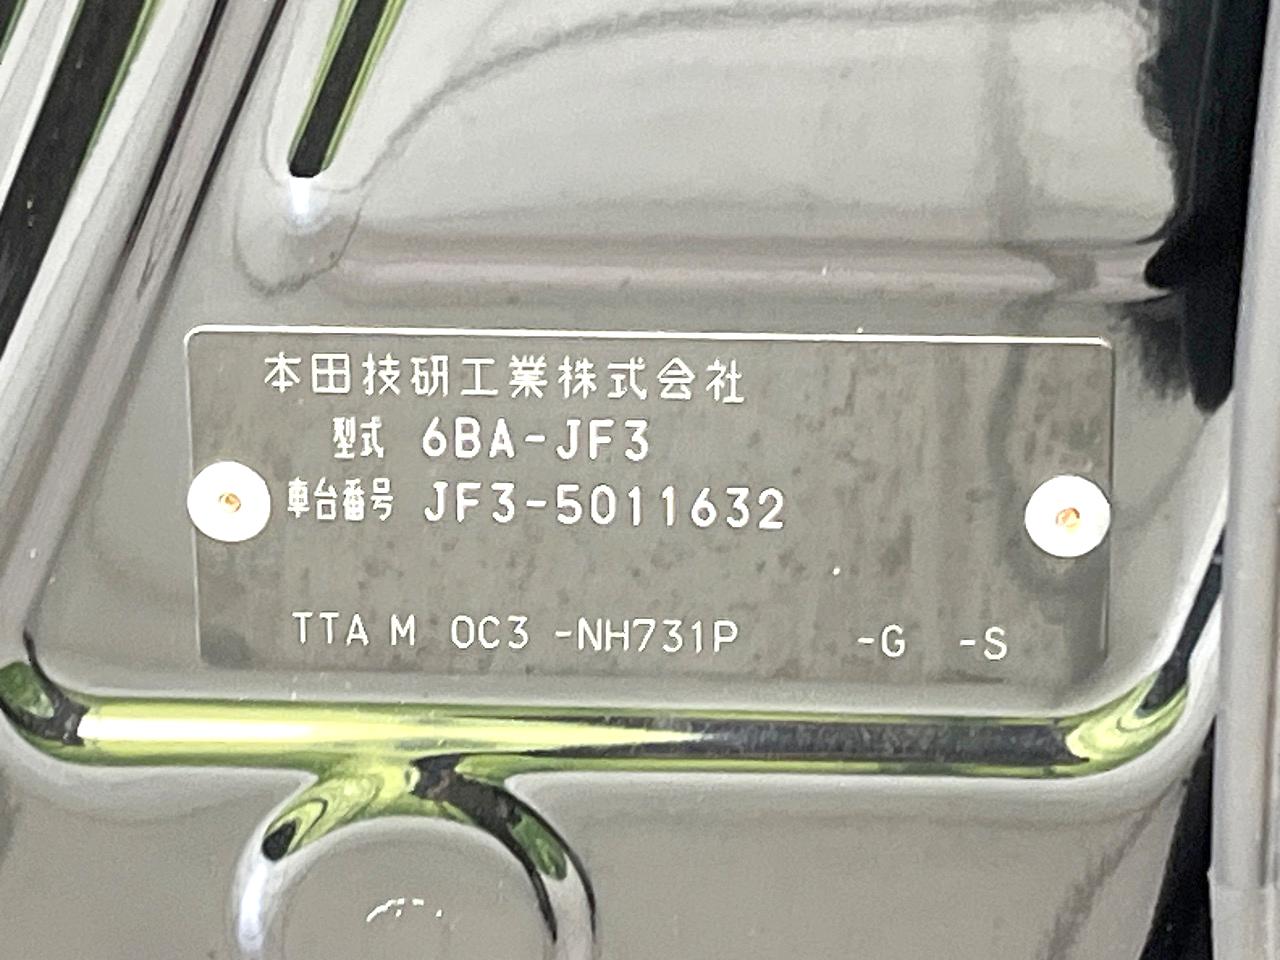 本田技研工業株式会社
型式 6BA-JF3
車台番号 JF3-5011632
TTA M 0C3 -NH731P -G -S